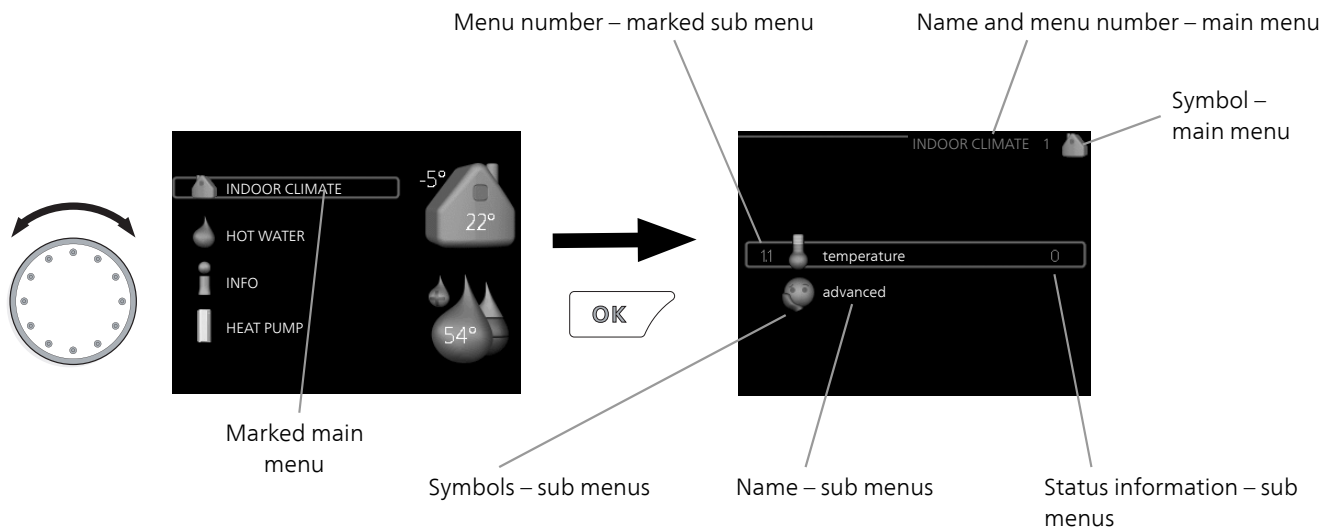 Menu number – marked sub menu
Name and menu number – main menu
Symbol –
main menu
INDOOR CLIMATE
HOT WATER
INFO
HEAT PUMP
-5°
22°
54°
OK
INDOOR CLIMATE 1
1.1 temperature 0
advanced
Marked main
menu
Symbols – sub menus
Name – sub menus
Status information – sub
menus